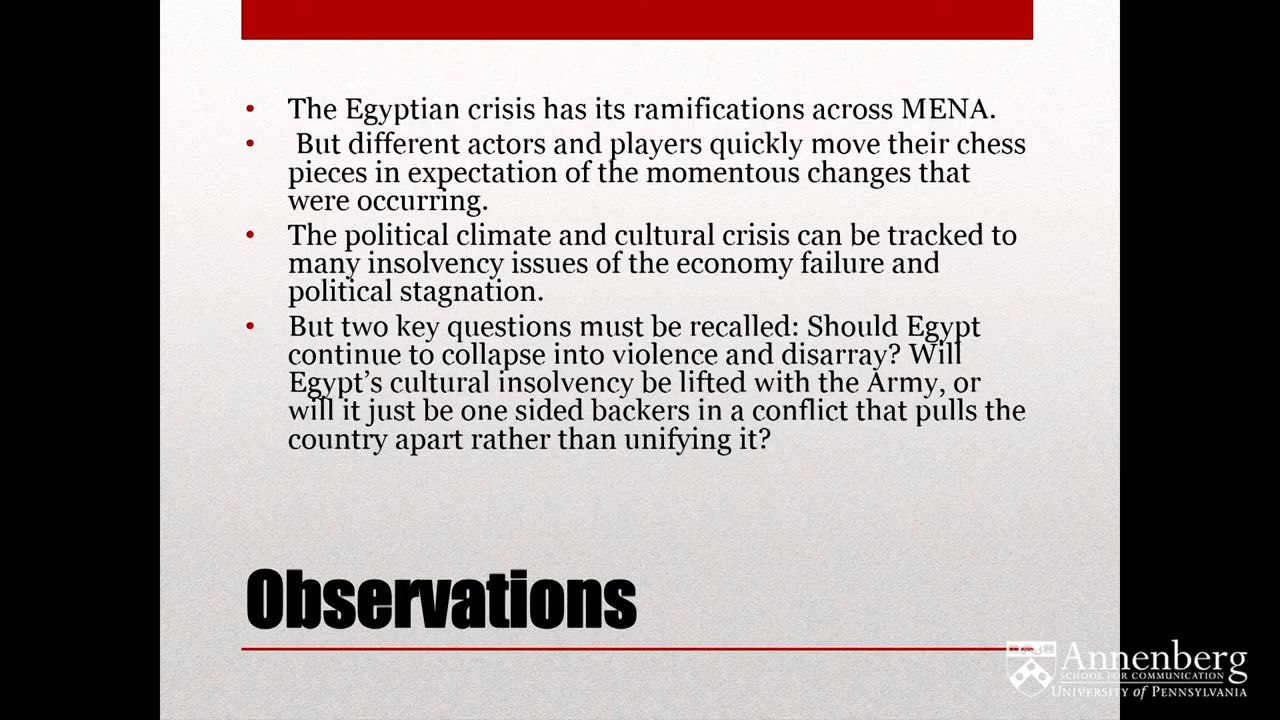 • The Egyptian crisis has its ramifications across MENA.
• But different actors and players quickly move their chess
pieces in expectation of the momentous changes that
were occurring.
• The political climate and cultural crisis can be tracked to
many insolvency issues of the economy failure and
political stagnation.
• But two key questions must be recalled: Should Egypt
continue to collapse into violence and disarray? Will
Egypt’s cultural insolvency be lifted with the Army, or
will it just be one sided backers in a conflict that pulls the
country apart rather than unifying it?
Observations
Annenberg
SCHOOL FOR COMMUNICATION
UNIVERSITY of PENNSYLVANIA